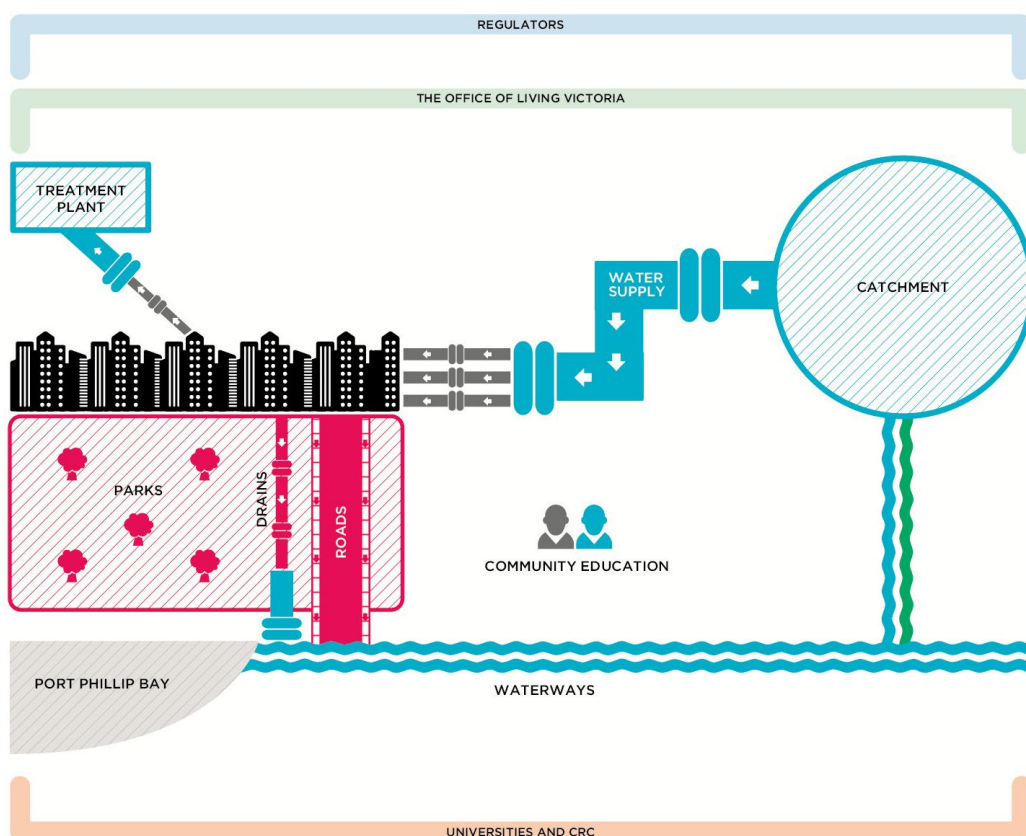 REGULATORS
THE OFFICE OF LIVING VICTORIA
TREATMENT
PLANT
WATER
SUPPLY
CATCHMENT
PARKS
DRAINS
ROADS
COMMUNITY EDUCATION
PORT PHILLIP BAY
WATERWAYS
UNIVERSITIES AND CRC